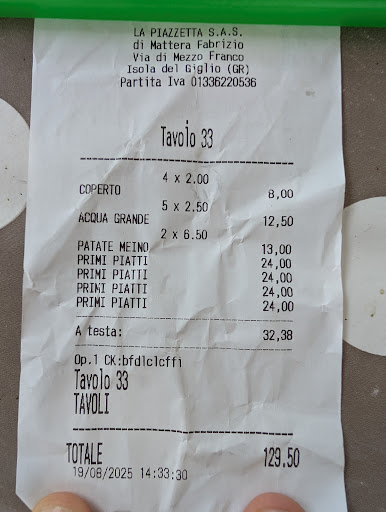 LA PIAZZETTA S.A.S.
di Mattera Fabrizio
Via di Mezzo Franco
Isola del Giglio (GR)
Partita Iva 01336220536
Tavolo 33
4 x 2.00
COPERTO 8,00
5 x 2.50
ACQUA GRANDE 12,50
2 x 6.50
PATATE MEINO 13,00
PRIMI PIATTI 24,00
PRIMI PIATTI 24,00
PRIMI PIATTI 24,00
PRIMI PIATTI 24,00
A testa: 32,38
Op.1 CK:bfdlclcffi
Tavolo 33
TAVOLI
TOTALE 129.50
19/08/2025 14:33:30